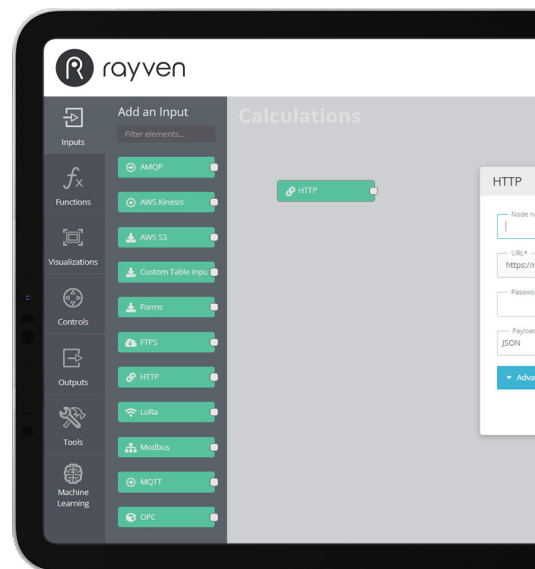 rayven
Inputs
Functions
Visualizations
Controls
Outputs
Tools
Machine
Learning
Add an Input
Filter elements...
AMQP
AWS Kinesis
AWS S3
Custom Table Inpu
Forms
FTPS
HTTP
LoRa
Modbus
MQTT
OPC
Calculations
HTTP
HTTP
Node n
URL*
https://r
Passwo
Payload
JSON
Adva